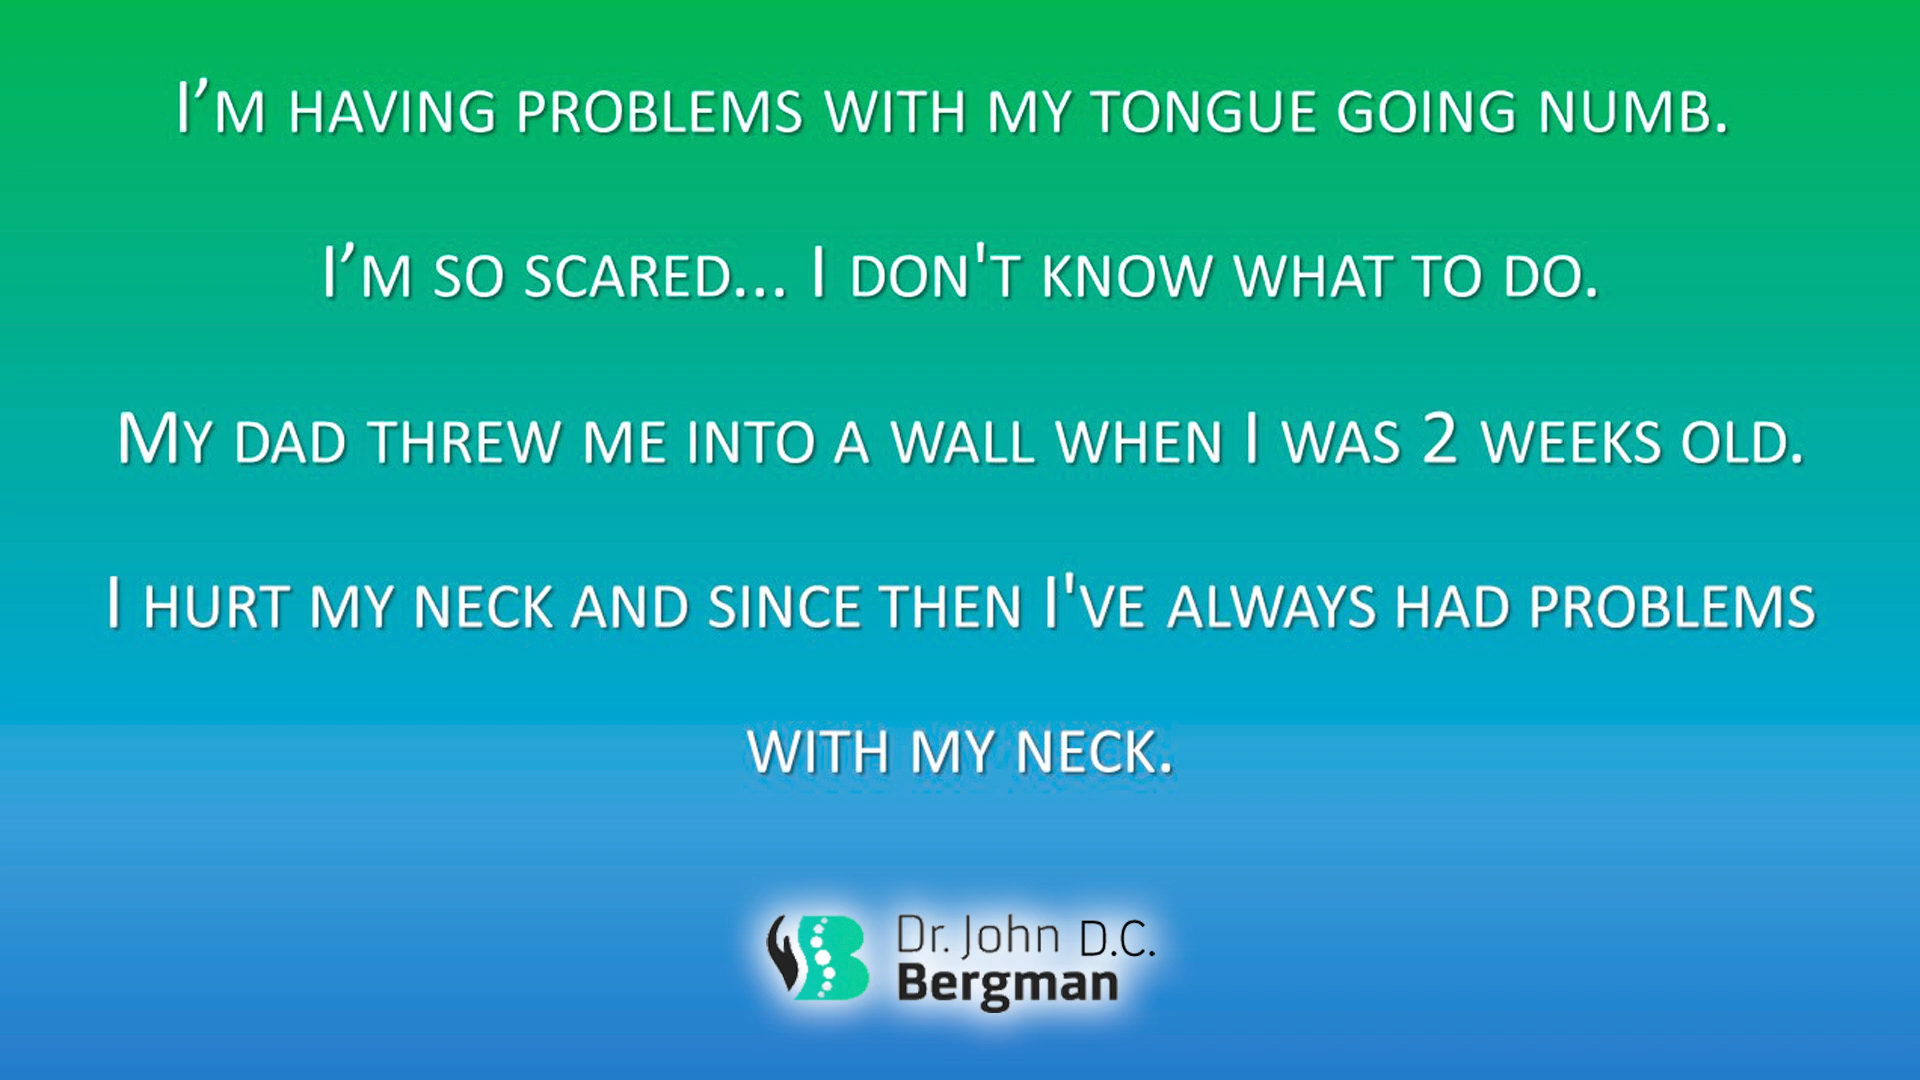 I'M HAVING PROBLEMS WITH MY TONGUE GOING NUMB.
I'M SO SCARED... I DON'T KNOW WHAT TO DO.
MY DAD THREW ME INTO A WALL WHEN I WAS 2 WEEKS OLD.
I HURT MY NECK AND SINCE THEN I'VE ALWAYS HAD PROBLEMS
WITH MY NECK.
Dr. John D.C.
Bergman